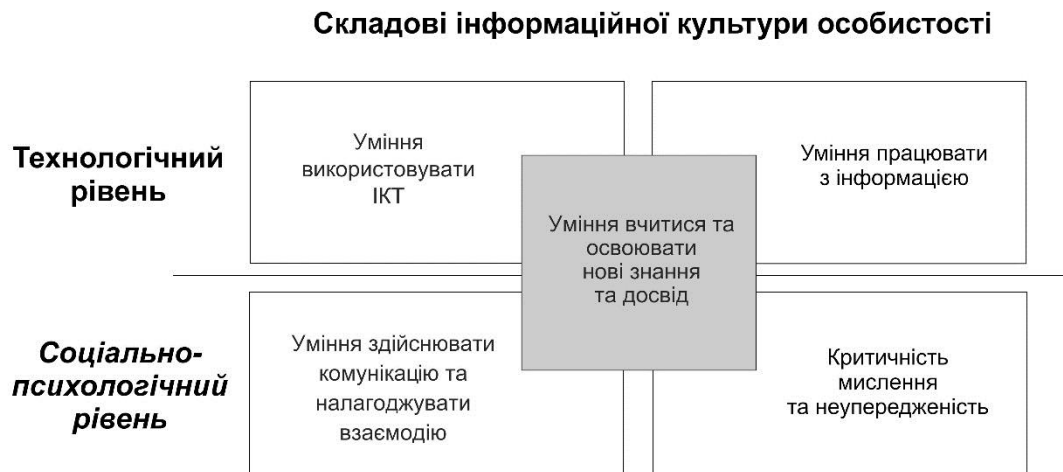 Складові інформаційної культури особистості
Технологічний
рівень
Уміння
використовувати
ІКТ
Уміння працювати
з інформацією
Уміння вчитися та
освоювати
нові знання
та досвід
Соціально-
психологічний
рівень
Уміння здійснювати
комунікацію та
налагоджувати
взаємодію
Критичність
мислення
та неупередженість